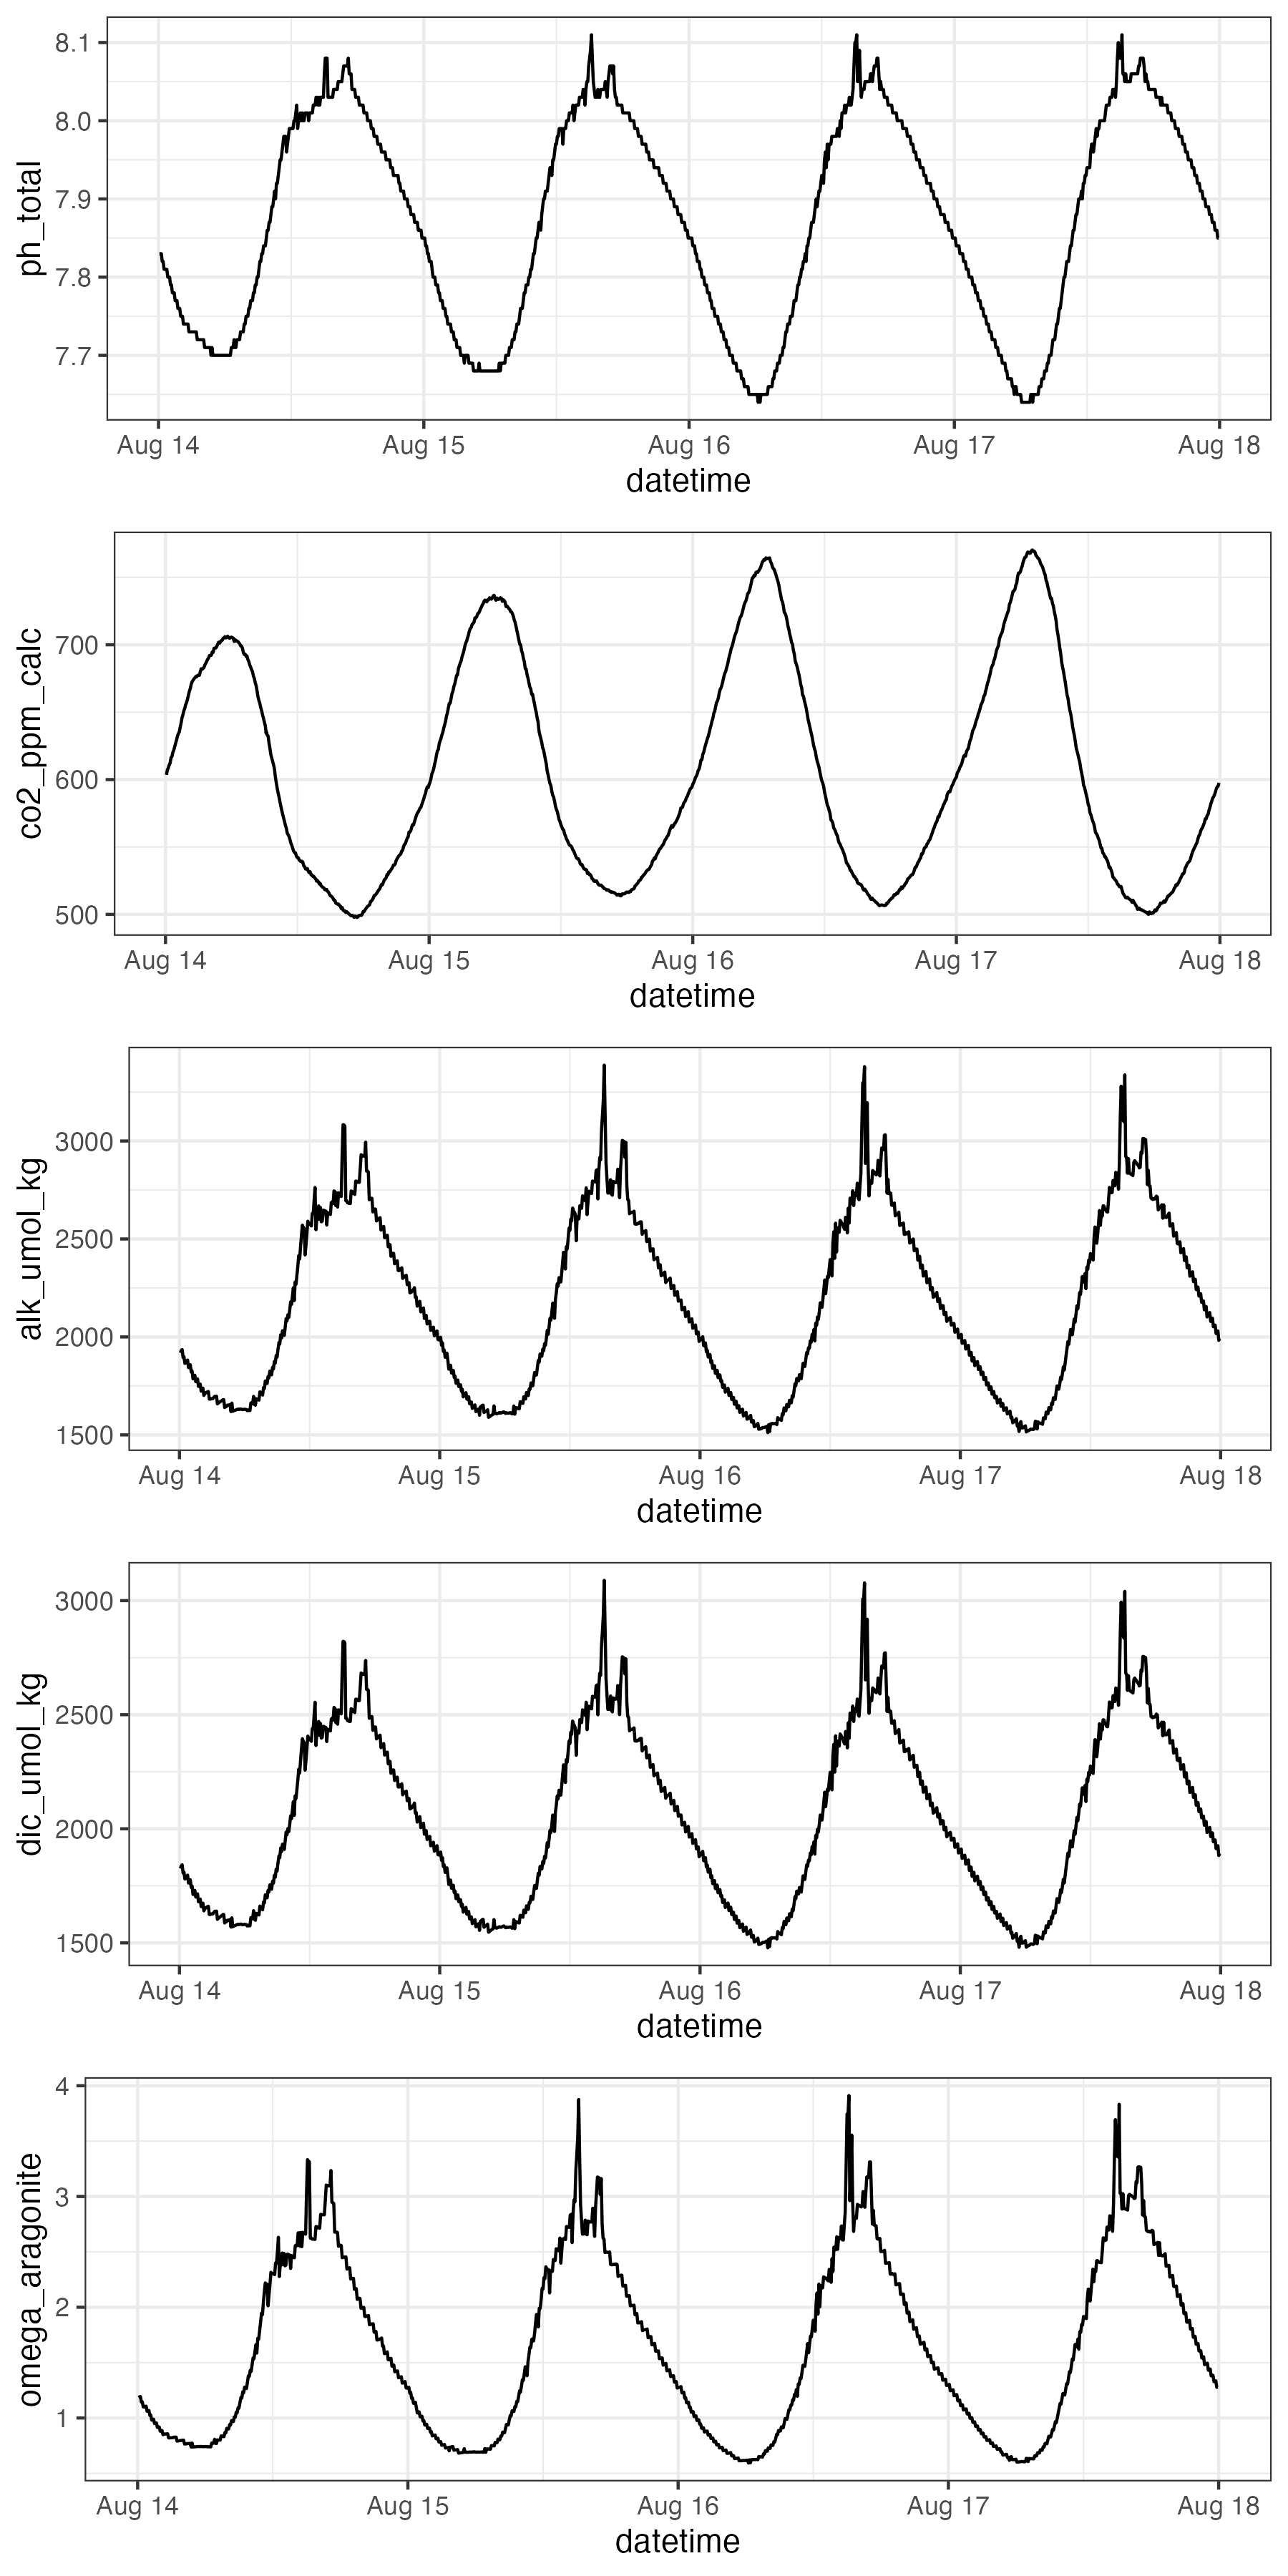 ph_total
8.1
8.0
7.9
7.8
7.7
Aug 14 Aug 15 Aug 16 Aug 17 Aug 18
datetime
co2_ppm_calc
700
600
500
Aug 14 Aug 15 Aug 16 Aug 17 Aug 18
datetime
alk_umol_kg
3000
2500
2000
1500
Aug 14 Aug 15 Aug 16 Aug 17 Aug 18
datetime
dic_umol_kg
3000
2500
2000
1500
Aug 14 Aug 15 Aug 16 Aug 17 Aug 18
datetime
omega_aragonite
4
3
2
1
Aug 14 Aug 15 Aug 16 Aug 17 Aug 18
datetime